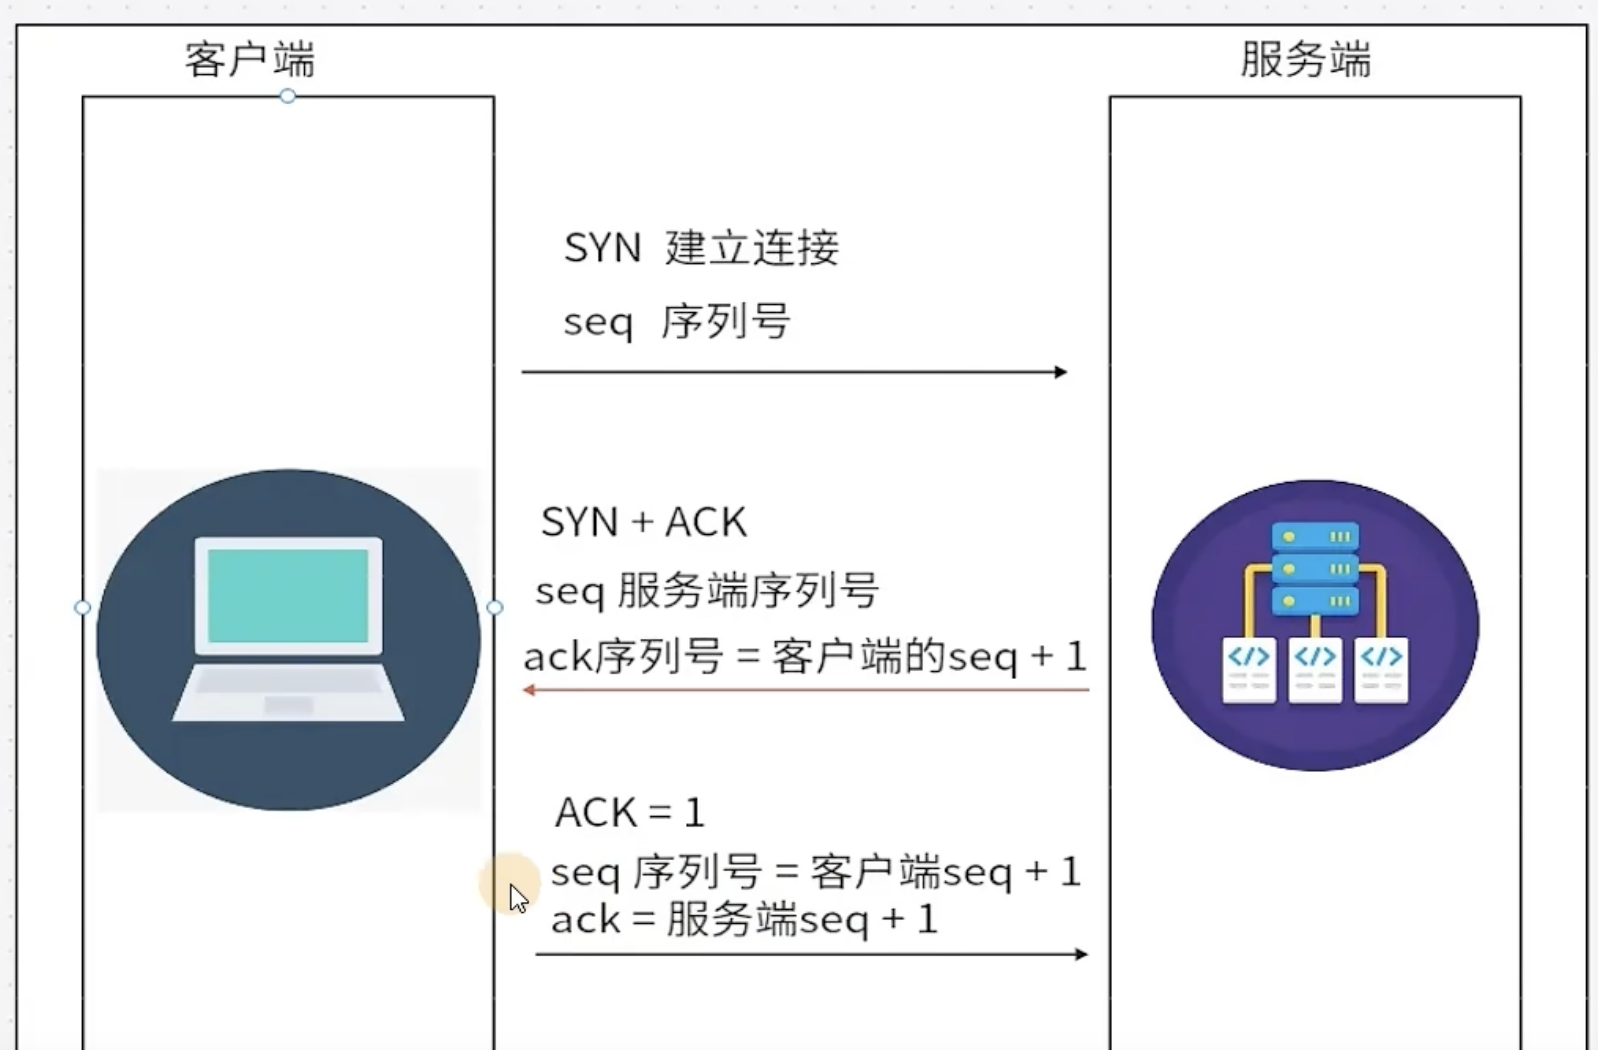 客户端
服务端
SYN 建立连接
seq 序列号
SYN + ACK
seq 服务端序列号
ack序列号 = 客户端的seq + 1
</> </> </>
ACK = 1
seq 序列号 = 客户端seq + 1
ack = 服务端seq + 1